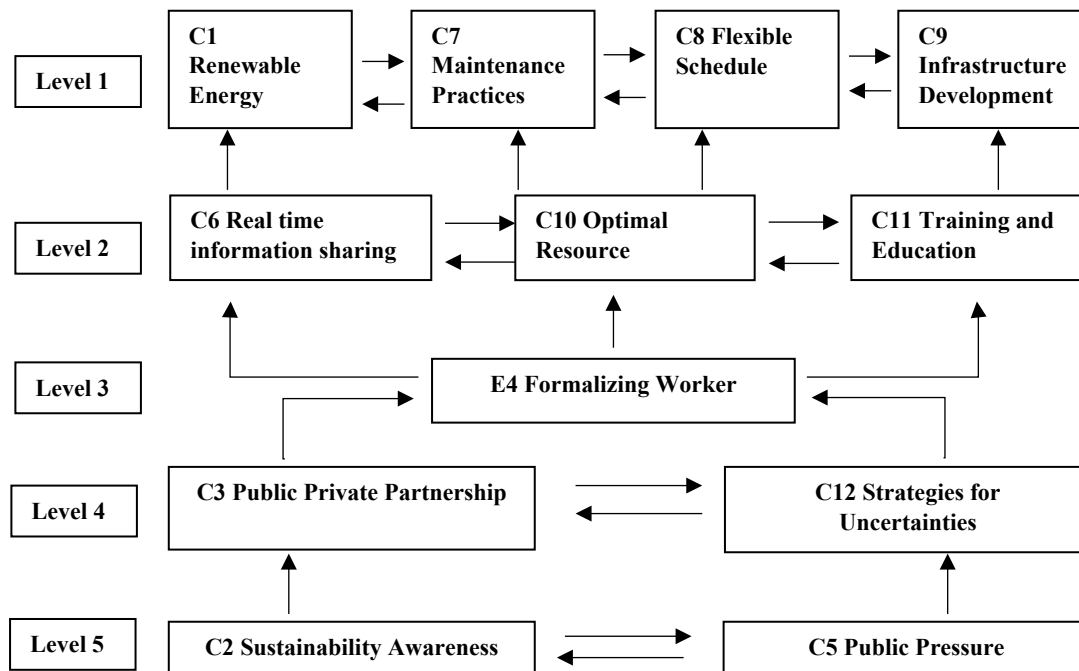 Level 1
C1
Renewable
Energy
C7
Maintenance
Practices
C8 Flexible
Schedule
C9
Infrastructure
Development
Level 2
C6 Real time
information sharing
C10 Optimal
Resource
C11 Training and
Education
Level 3
E4 Formalizing Worker
Level 4
C3 Public Private Partnership
C12 Strategies for
Uncertainties
Level 5
C2 Sustainability Awareness
C5 Public Pressure